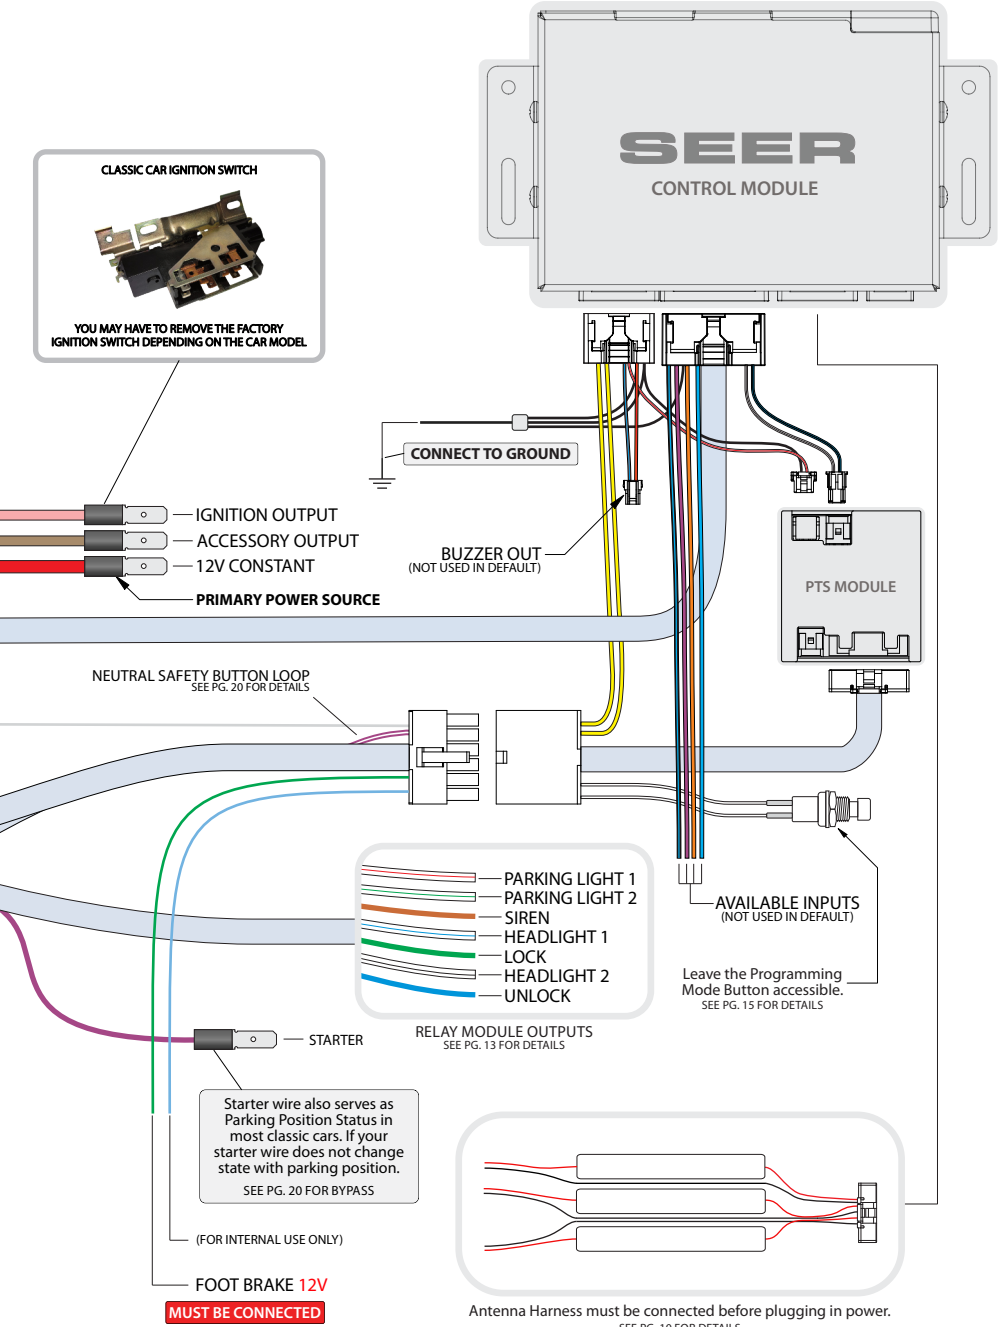 SEER
CONTROL MODULE
CLASSIC CAR IGNITION SWITCH
YOU MAY HAVE TO REMOVE THE FACTORY
IGNITION SWITCH DEPENDING ON THE CAR MODEL
CONNECT TO GROUND
IGNITION OUTPUT
ACCESSORY OUTPUT
12V CONSTANT
PRIMARY POWER SOURCE
BUZZER OUT
(NOT USED IN DEFAULT)
PTS MODULE
NEUTRAL SAFETY BUTTON LOOP
SEE PG. 20 FOR DETAILS
PARKING LIGHT 1
PARKING LIGHT 2
SIREN
HEADLIGHT 1
LOCK
HEADLIGHT 2
UNLOCK
RELAY MODULE OUTPUTS
SEE PG. 13 FOR DETAILS
AVAILABLE INPUTS
(NOT USED IN DEFAULT)
Leave the Programming
Mode Button accessible.
SEE PG. 15 FOR DETAILS
STARTER
Starter wire also serves as
Parking Position Status in
most classic cars. If your
starter wire does not change
state with parking position.
SEE PG. 20 FOR BYPASS
(FOR INTERNAL USE ONLY)
FOOT BRAKE 12V
MUST BE CONNECTED
Antenna Harness must be connected before plugging in power.
SEE PG. 10 FOR DETAILS